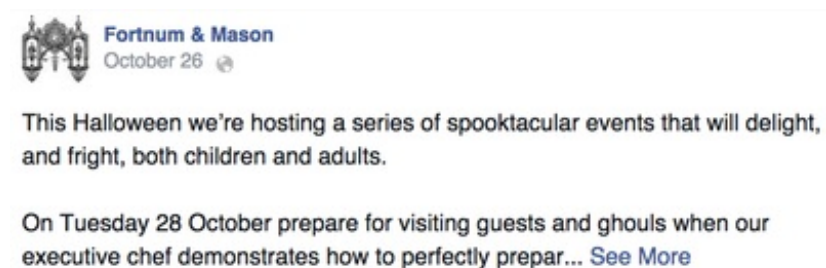 Fortnum & Mason
October 26
This Halloween we're hosting a series of spooktacular events that will delight,
and fright, both children and adults.
On Tuesday 28 October prepare for visiting guests and ghouls when our
executive chef demonstrates how to perfectly prepar... See More